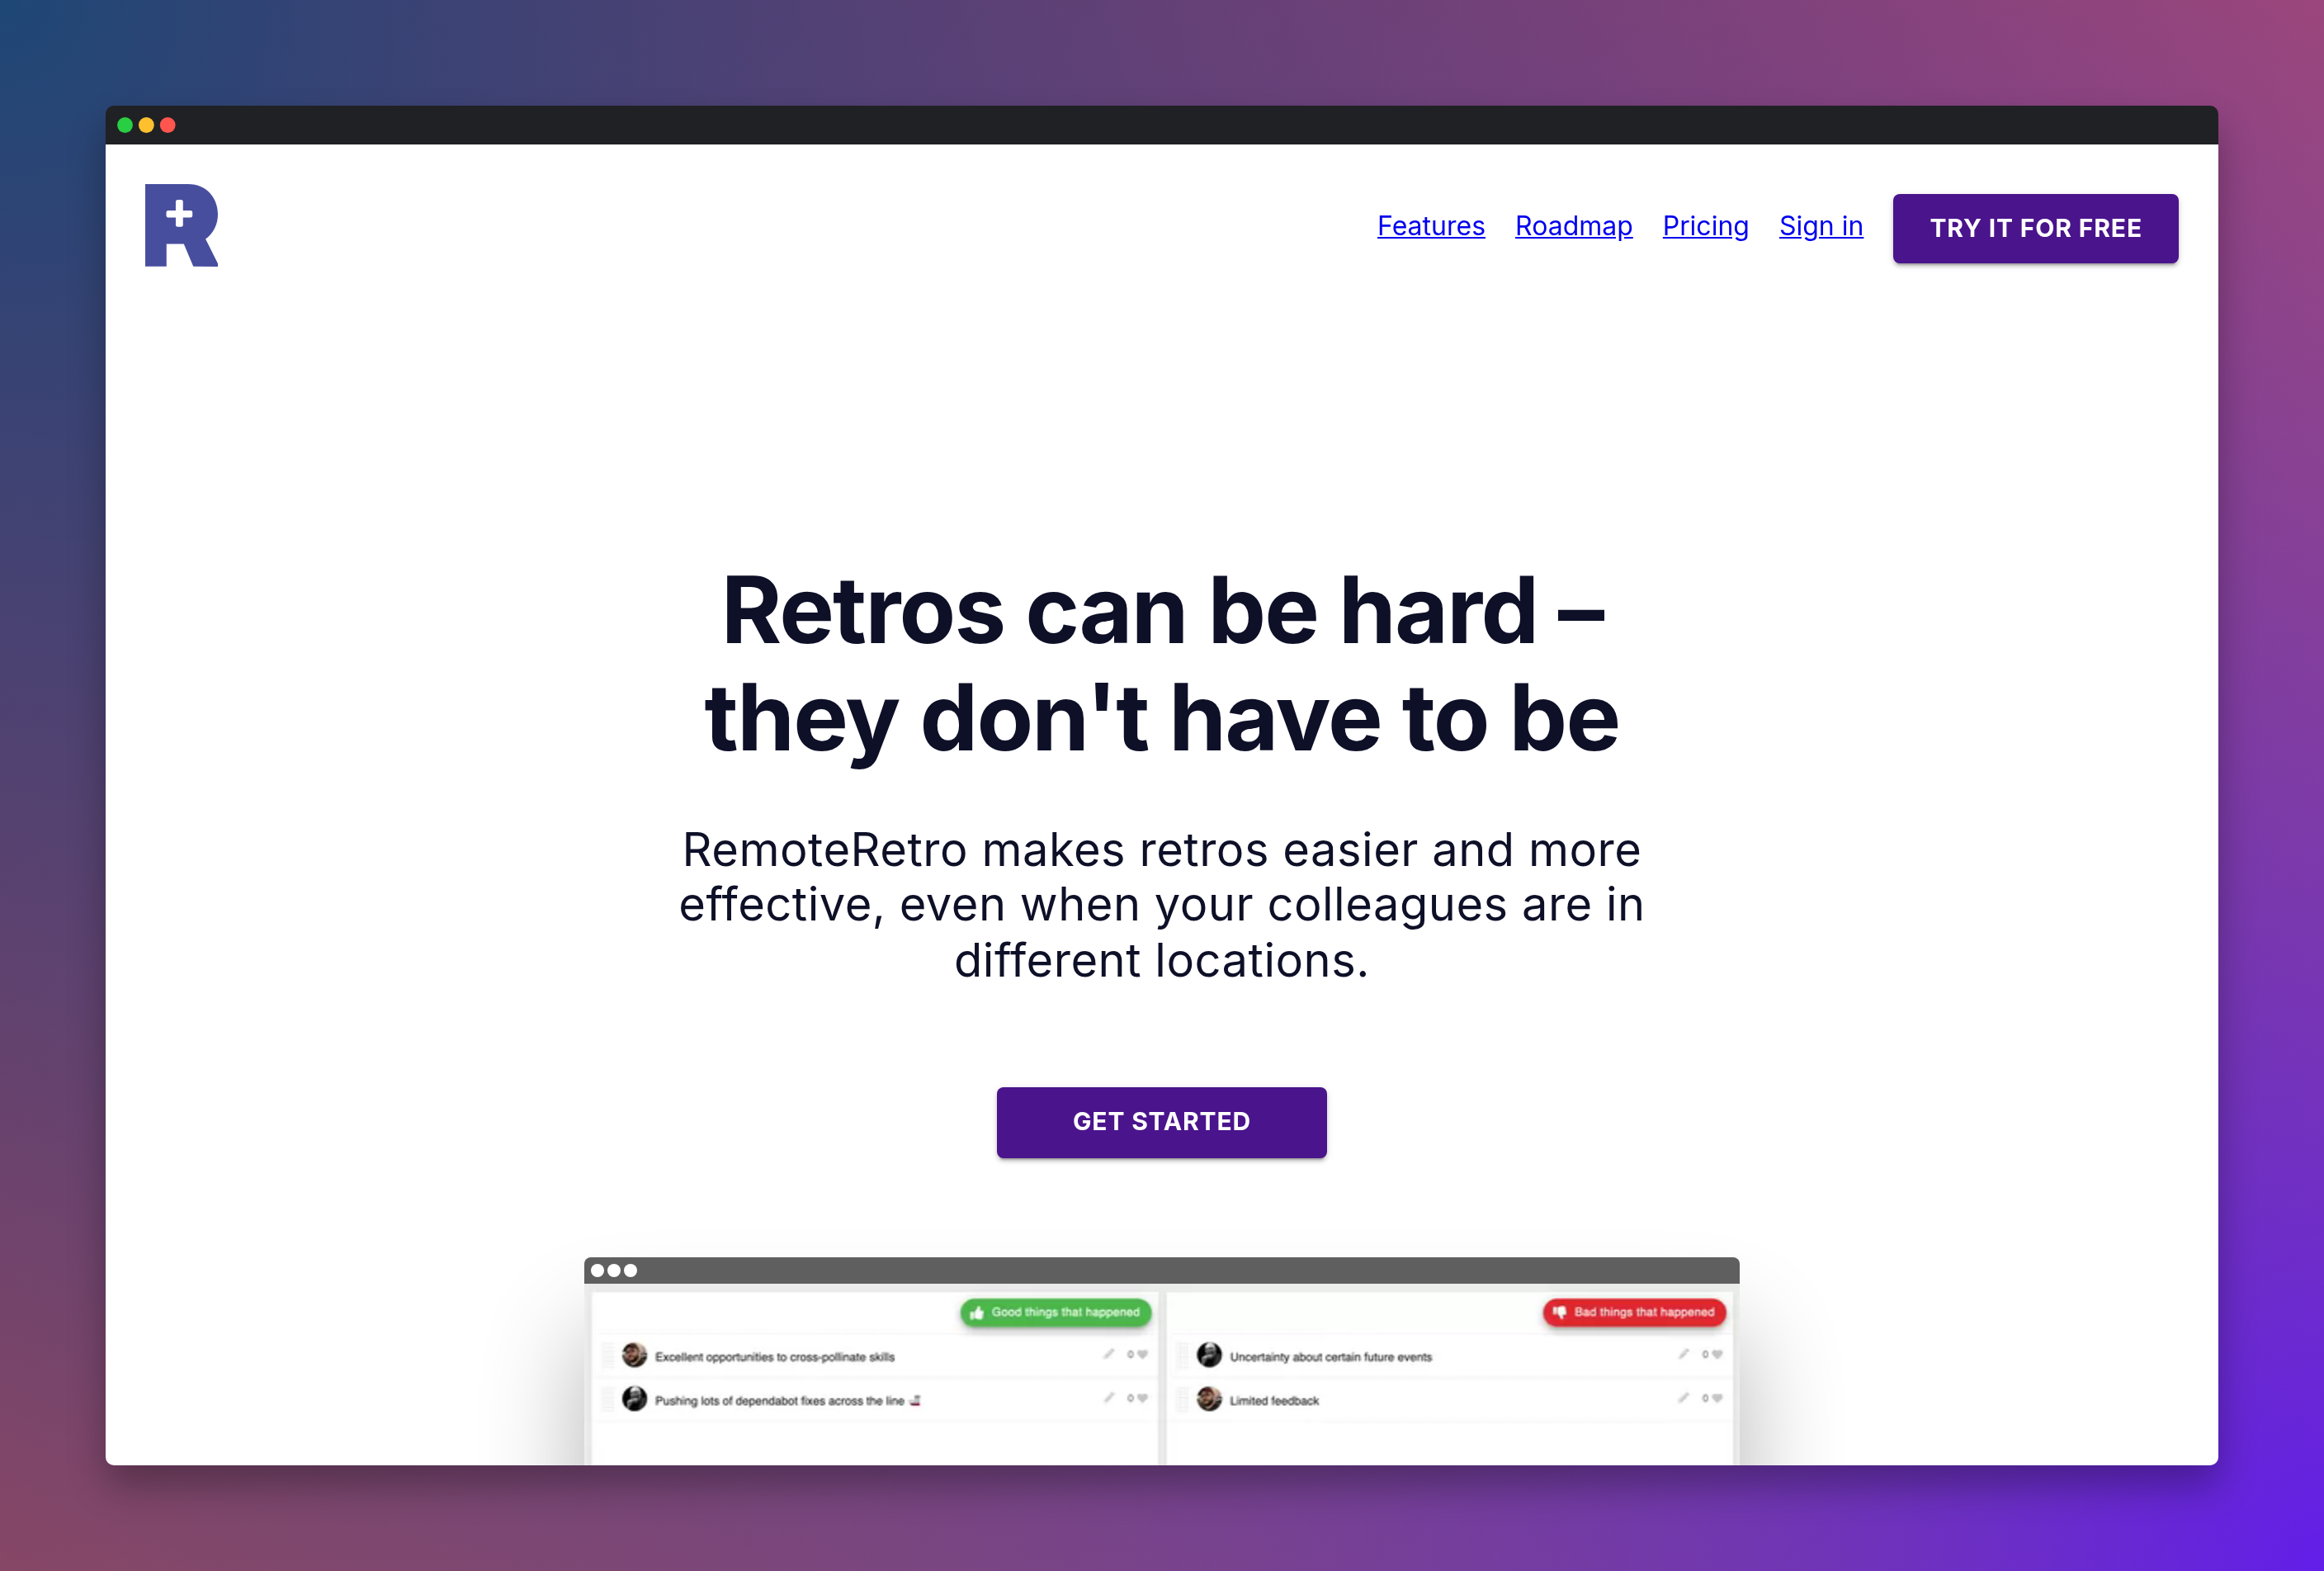 R
Features Roadmap Pricing Sign in TRY IT FOR FREE
Retros can be hard –
they don't have to be
RemoteRetro makes retros easier and more
effective, even when your colleagues are in
different locations.
GET STARTED
Good things that happened
Excellent opportunities to cross-pollinate skills 0
Pushing lots of dependabot fixes across the line 0
Bad things that happened
Uncertainty about certain future events 0
Limited feedback 0